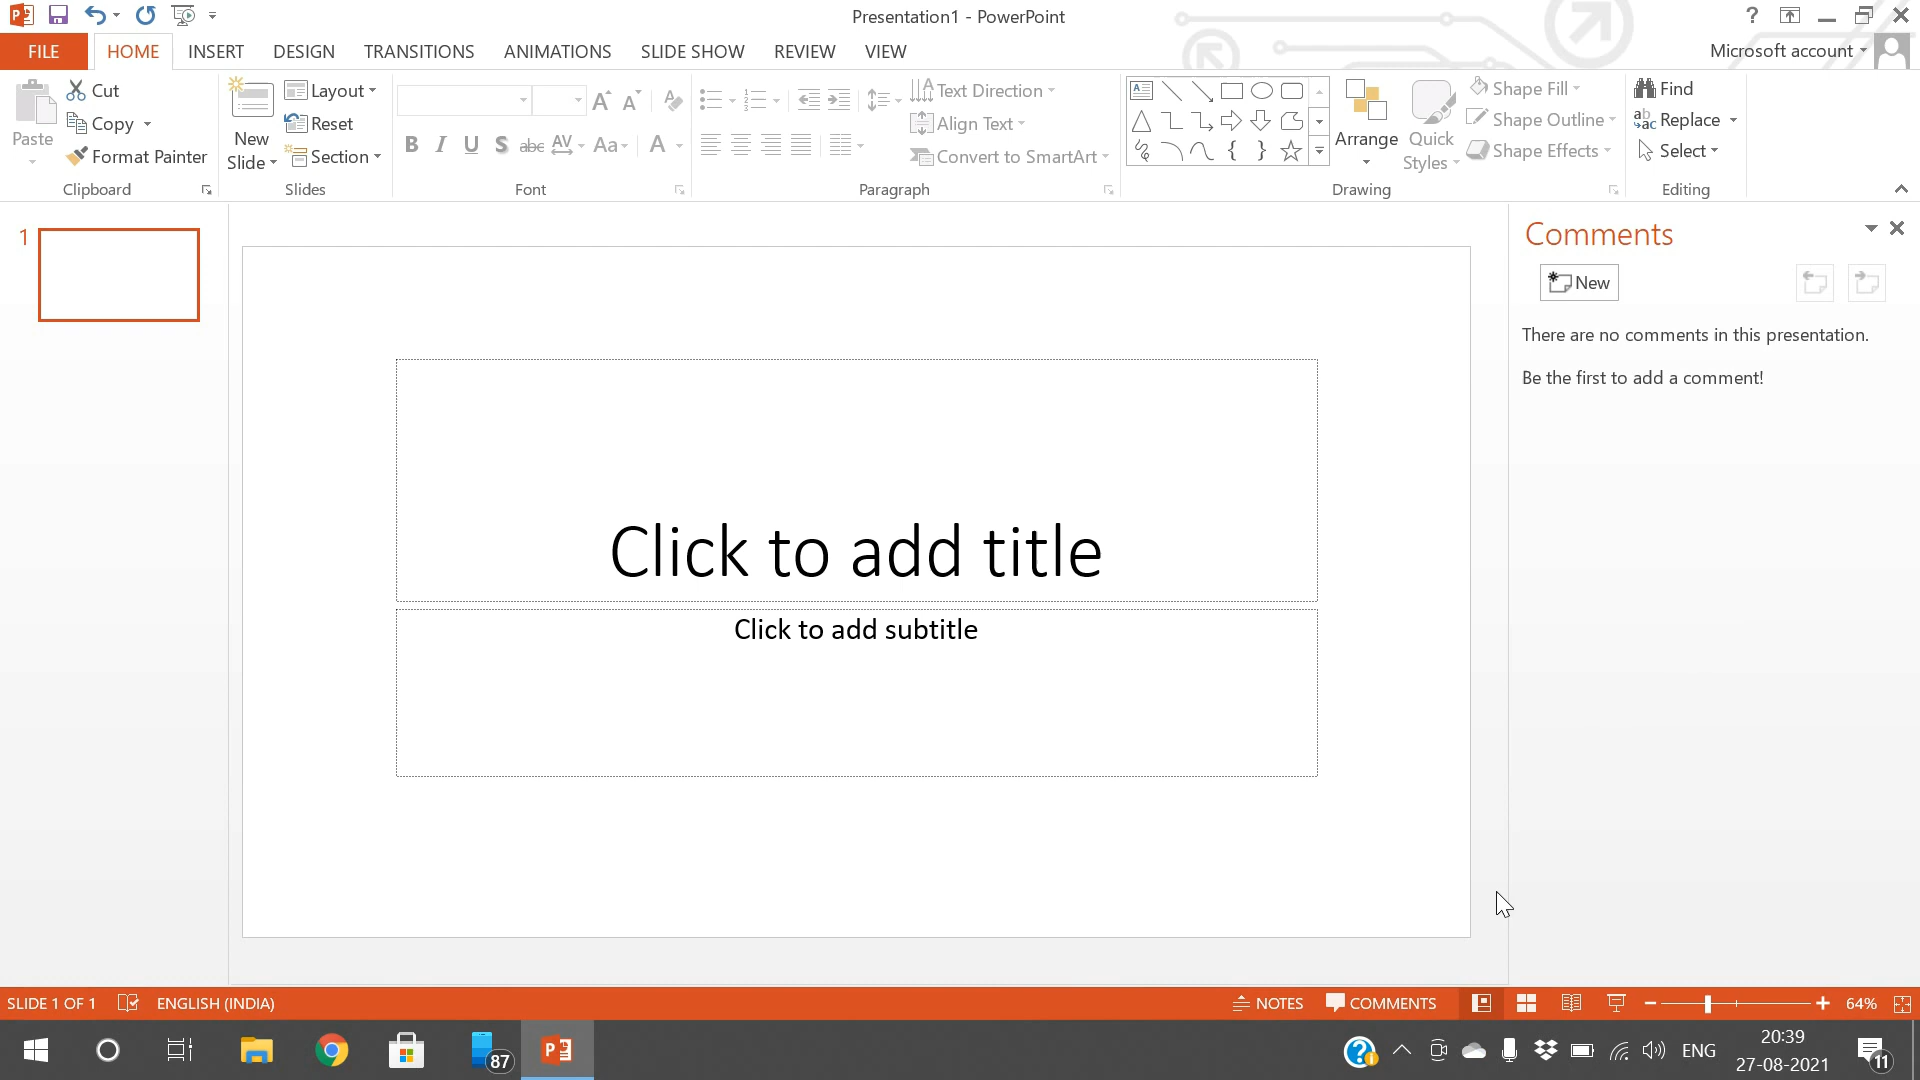 Presentation1 - PowerPoint
?
FILE HOME INSERT DESIGN TRANSITIONS ANIMATIONS SLIDE SHOW REVIEW VIEW
Microsoft account
Paste
Cut
Copy
Format Painter
Clipboard
New
Slide
Layout
Reset
Section
Slides
B I U S abc AV Aa A
Font
Text Direction
Align Text
Convert to SmartArt
Paragraph
Arrange
Quick
Styles
Shape Fill
Shape Outline
Shape Effects
Drawing
Find
Replace
Select
Editing
1
Click to add title
Click to add subtitle
Comments
New
There are no comments in this presentation.
Be the first to add a comment!
SLIDE 1 OF 1 ENGLISH (INDIA) NOTES COMMENTS 64%
87
ENG
20:39
27-08-2021
11